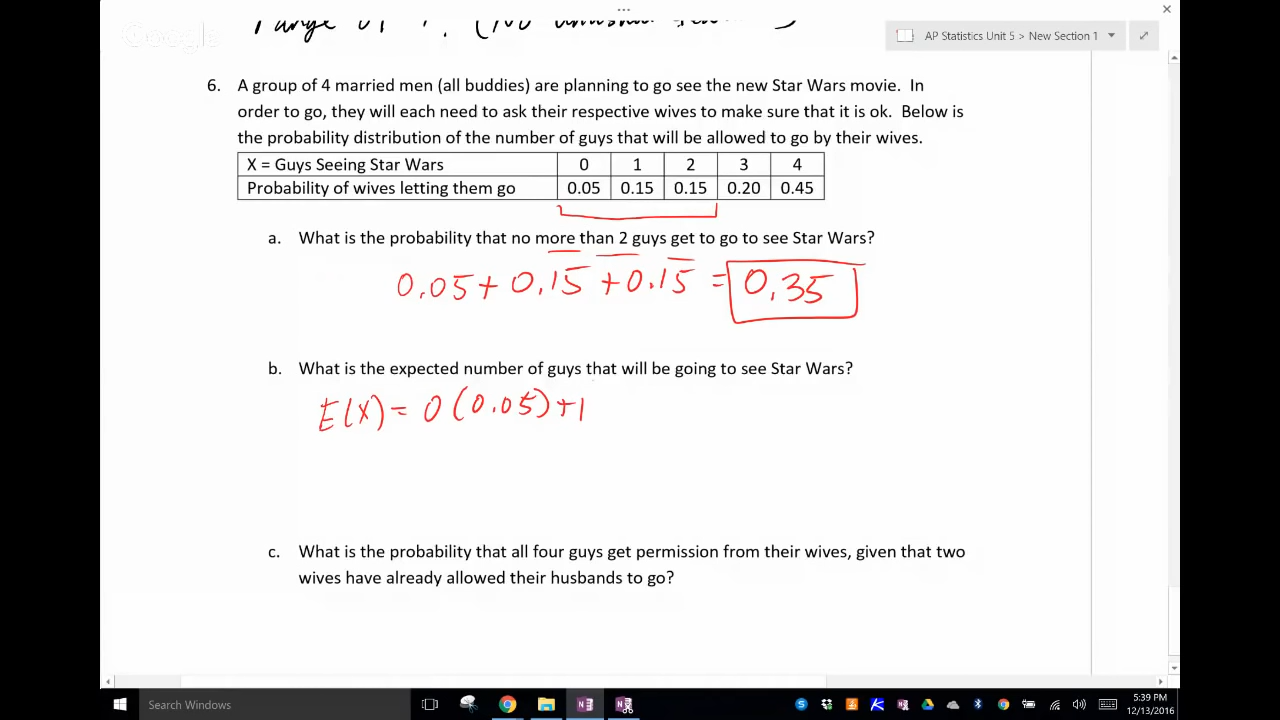 Google
AP Statistics Unit 5 > New Section 1
6. A group of 4 married men (all buddies) are planning to go see the new Star Wars movie. In
order to go, they will each need to ask their respective wives to make sure that it is ok. Below is
the probability distribution of the number of guys that will be allowed to go by their wives.
X = Guys Seeing Star Wars 0 1 2 3 4
Probability of wives letting them go 0.05 0.15 0.15 0.20 0.45
a. What is the probability that no more than 2 guys get to go to see Star Wars?
0.05 + 0.15 + 0.15 = 0.35
b. What is the expected number of guys that will be going to see Star Wars?
E(X) = 0(0.05) + 1
c. What is the probability that all four guys get permission from their wives, given that two
wives have already allowed their husbands to go?
Search Windows
5:39 PM
12/13/2016